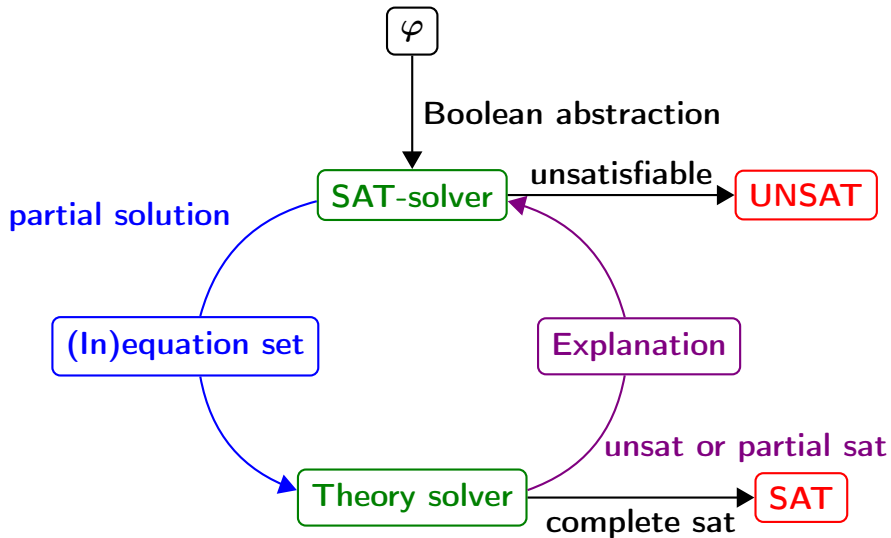 φ
Boolean abstraction
SAT-solver
unsatisfiable
UNSAT
partial solution
(In)equation set
Explanation
unsat or partial sat
Theory solver
complete sat
SAT